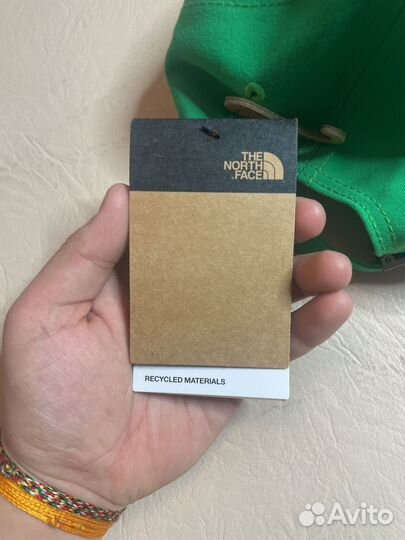 THE
NORTH
FACE
RECYCLED MATERIALS
Avito